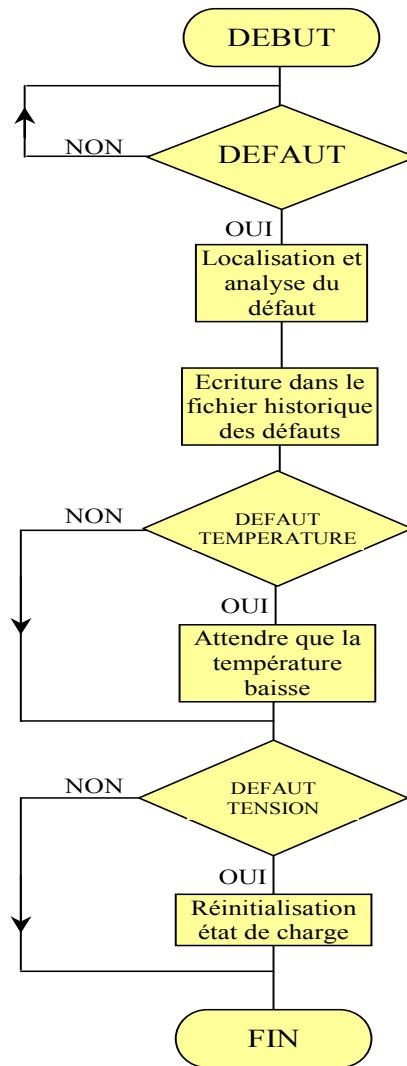 DEBUT
NON
DEFAUT
OUI
Localisation et
analyse du
défaut
Ecriture dans le
fichier historique
des défauts
NON
DEFAUT
TEMPERATURE
OUI
Attendre que la
température
baisse
NON
DEFAUT
TENSION
OUI
Réinitialisation
état de charge
FIN